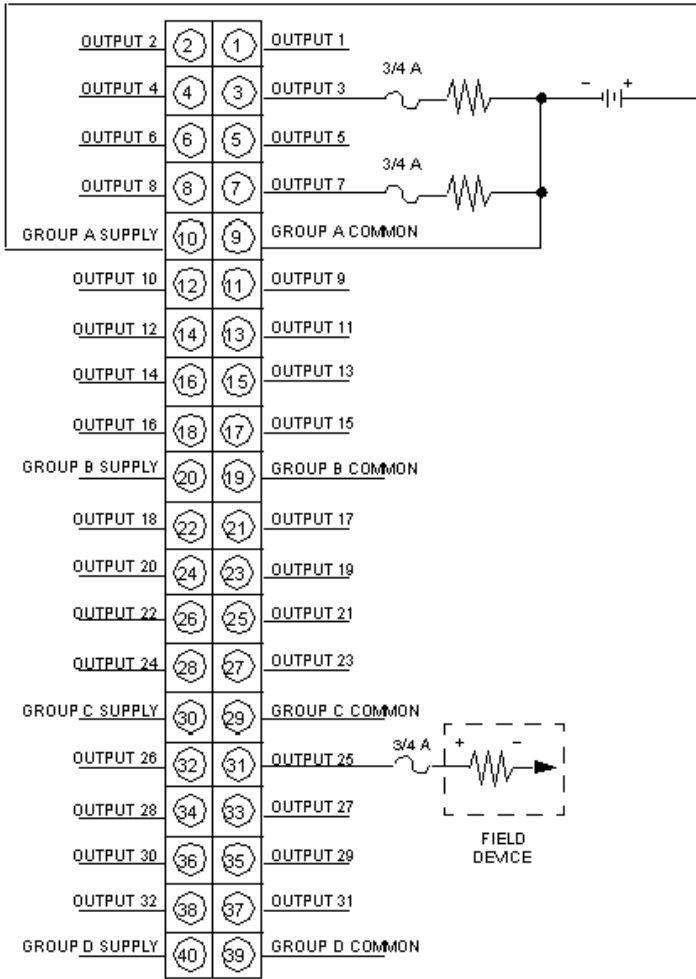 OUTPUT 2 2 1 OUTPUT 1
3/4 A
OUTPUT 4 4 3 OUTPUT 3
- +
OUTPUT 6 6 5 OUTPUT 5
3/4 A
OUTPUT 8 8 7 OUTPUT 7
GROUP A SUPPLY 10 9 GROUP A COMMON
OUTPUT 10 12 11 OUTPUT 9
OUTPUT 12 14 13 OUTPUT 11
OUTPUT 14 16 15 OUTPUT 13
OUTPUT 16 18 17 OUTPUT 15
GROUP B SUPPLY 20 19 GROUP B COMMON
OUTPUT 18 22 21 OUTPUT 17
OUTPUT 20 24 23 OUTPUT 19
OUTPUT 22 26 25 OUTPUT 21
OUTPUT 24 28 27 OUTPUT 23
GROUP C SUPPLY 30 29 GROUP C COMMON
3/4 A + -
OUTPUT 26 32 31 OUTPUT 25
OUTPUT 28 34 33 OUTPUT 27
FIELD
DEVICE
OUTPUT 30 36 35 OUTPUT 29
OUTPUT 32 38 37 OUTPUT 31
GROUP D SUPPLY 40 39 GROUP D COMMON